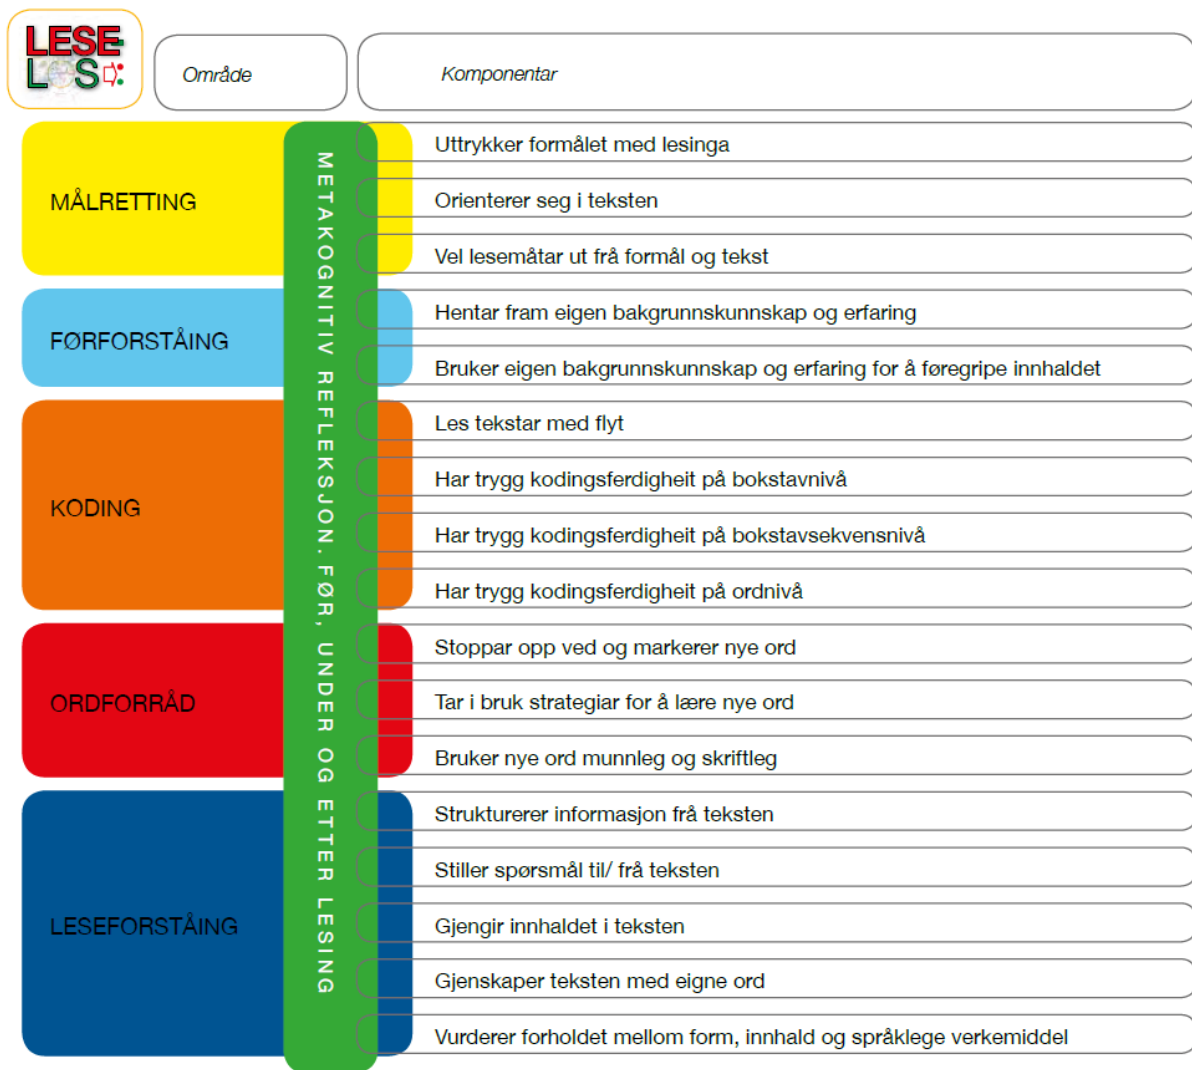 LESE
LOS
Område
Komponentar
MÅLRETTING
Uttrykker formålet med lesinga
Orienterer seg i teksten
Vel lesemåtar ut frå formål og tekst
FØRFORSTÅING
Hentar fram eigen bakgrunnskunnskap og erfaring
Bruker eigen bakgrunnskunnskap og erfaring for å føregripe innhaldet
KODING
Les tekstar med flyt
Har trygg kodingsferdigheit på bokstavnivå
Har trygg kodingsferdigheit på bokstavsekvensnivå
Har trygg kodingsferdigheit på ordnivå
ORDFORRÅD
Stoppar opp ved og markerer nye ord
Tar i bruk strategiar for å lære nye ord
Bruker nye ord munnleg og skriftleg
LESEFORSTÅING
Strukturerer informasjon frå teksten
Stiller spørsmål til/ frå teksten
Gjengir innhaldet i teksten
Gjenskaper teksten med eigne ord
Vurderer forholdet mellom form, innhald og språklege verkemiddel
METAKOGNITIV REFLEKSJON. FØR, UNDER OG ETTER LESING